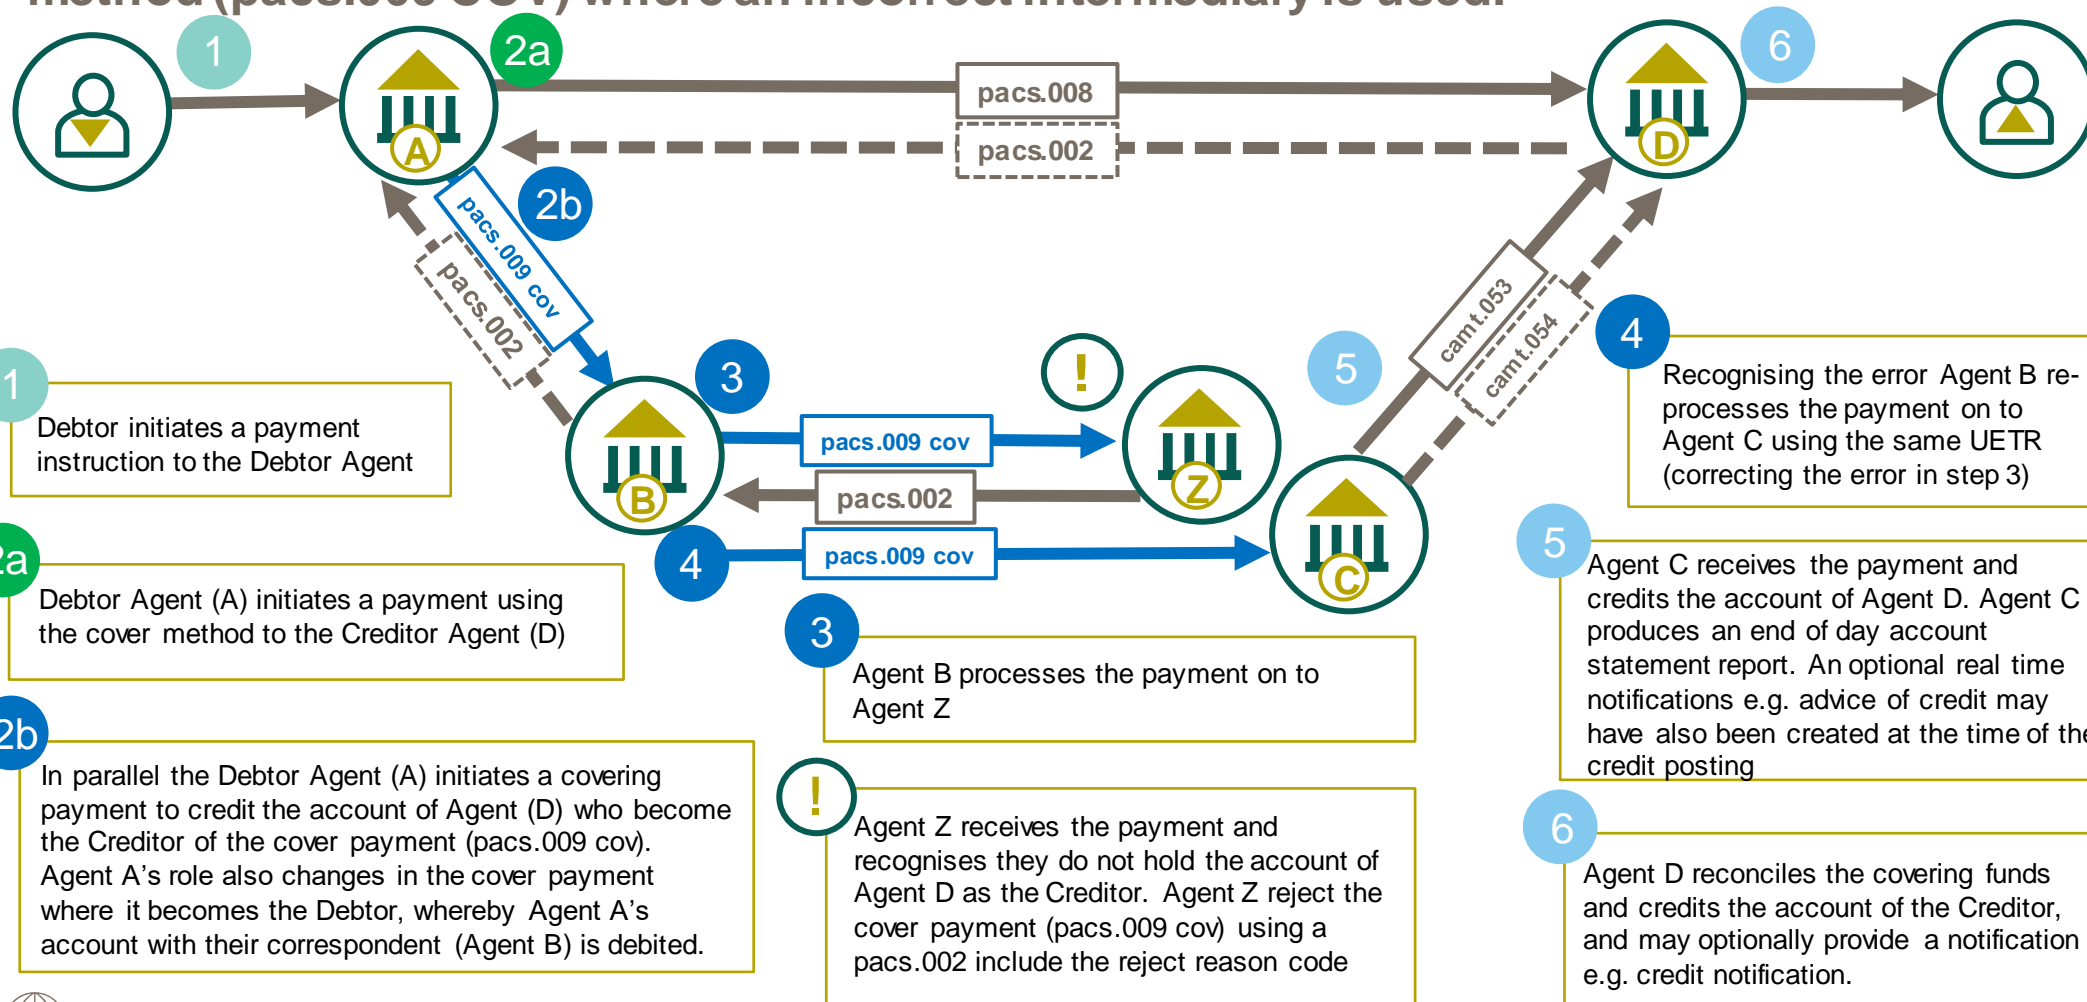 method (pacs.009 COV) where an incorrect intermediary is used.
1
2a
6
pacs.008
pacs.002
A
D
2b
pacs.009 cov
pacs.002
camt.053
camt.054
3
!
5
4
pacs.009 cov
pacs.002
pacs.009 cov
B
Z
C
4
1
Debtor initiates a payment
instruction to the Debtor Agent
2a
Debtor Agent (A) initiates a payment using
the cover method to the Creditor Agent (D)
2b
In parallel the Debtor Agent (A) initiates a covering
payment to credit the account of Agent (D) who become
the Creditor of the cover payment (pacs.009 cov).
Agent A's role also changes in the cover payment
where it becomes the Debtor, whereby Agent A's
account with their correspondent (Agent B) is debited.
3
Agent B processes the payment on to
Agent Z
!
Agent Z receives the payment and
recognises they do not hold the account of
Agent D as the Creditor. Agent Z reject the
cover payment (pacs.009 cov) using a
pacs.002 include the reject reason code
Recognising the error Agent B re-
processes the payment on to
Agent C using the same UETR
(correcting the error in step 3)
5
Agent C receives the payment and
credits the account of Agent D. Agent C
produces an end of day account
statement report. An optional real time
notifications e.g. advice of credit may
have also been created at the time of the
credit posting
6
Agent D reconciles the covering funds
and credits the account of the Creditor,
and may optionally provide a notification
e.g. credit notification.